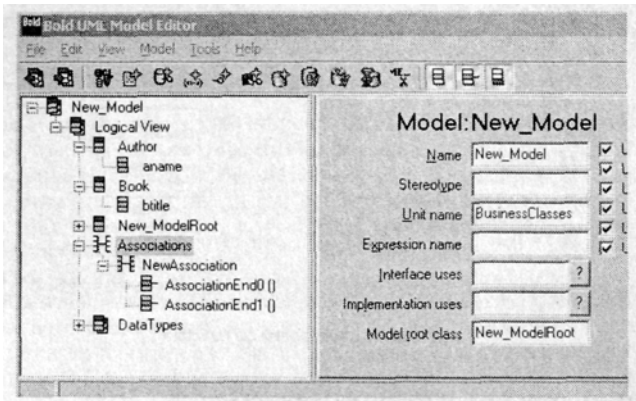 Bold Bold UML Model Editor
File Edit View Model Tools Help
New_Model
Logical View
Author
aname
Book
btitle
New_ModelRoot
Associations
NewAssociation
AssociationEnd0 ()
AssociationEnd1 ()
DataTypes
Model:New_Model
Name New_Model
Stereotype
Unit name BusinessClasses
Expression name
Interface uses ?
Implementation uses ?
Model root class New_ModelRoot